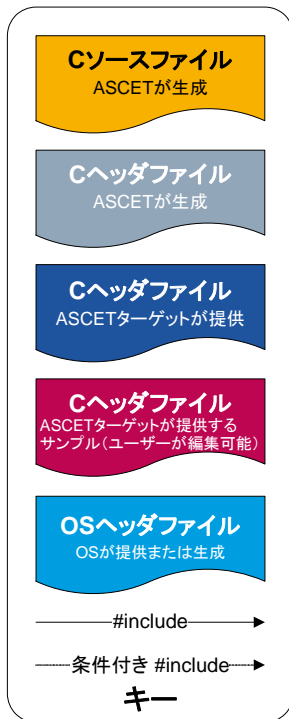 Cソースファイル
ASCETが生成
Cヘッダファイル
ASCETが生成
Cヘッダファイル
ASCETターゲットが提供
Cヘッダファイル
ASCETターゲットが提供する
サンプル（ユーザーが編集可能）
OSヘッダファイル
OSが提供または生成
#include
条件付き #include
キー